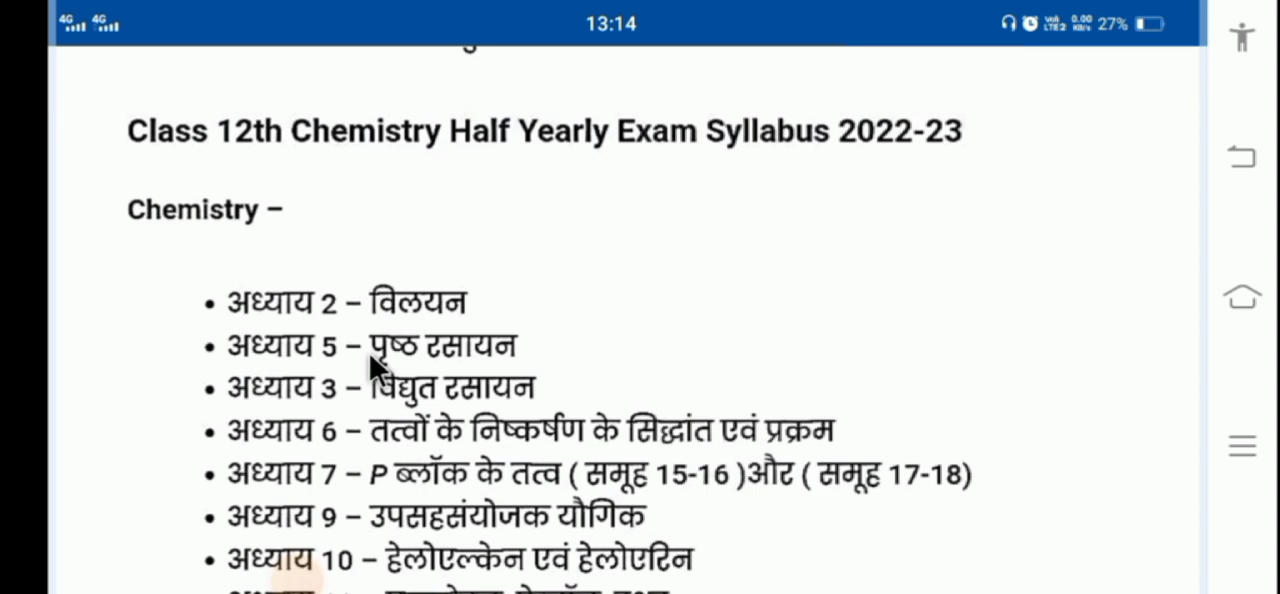 4G 4G 13:14 27%
Class 12th Chemistry Half Yearly Exam Syllabus 2022-23
Chemistry –
• अध्याय 2 – विलयन
• अध्याय 5 – पृष्ठ रसायन
• अध्याय 3 – विद्युत रसायन
• अध्याय 6 – तत्वों के निष्कर्षण के सिद्धांत एवं प्रक्रम
• अध्याय 7 – P ब्लॉक के तत्व ( समूह 15-16 )और ( समूह 17-18)
• अध्याय 9 – उपसहसंयोजक यौगिक
• अध्याय 10 – हेलोएल्केन एवं हेलोएरिन